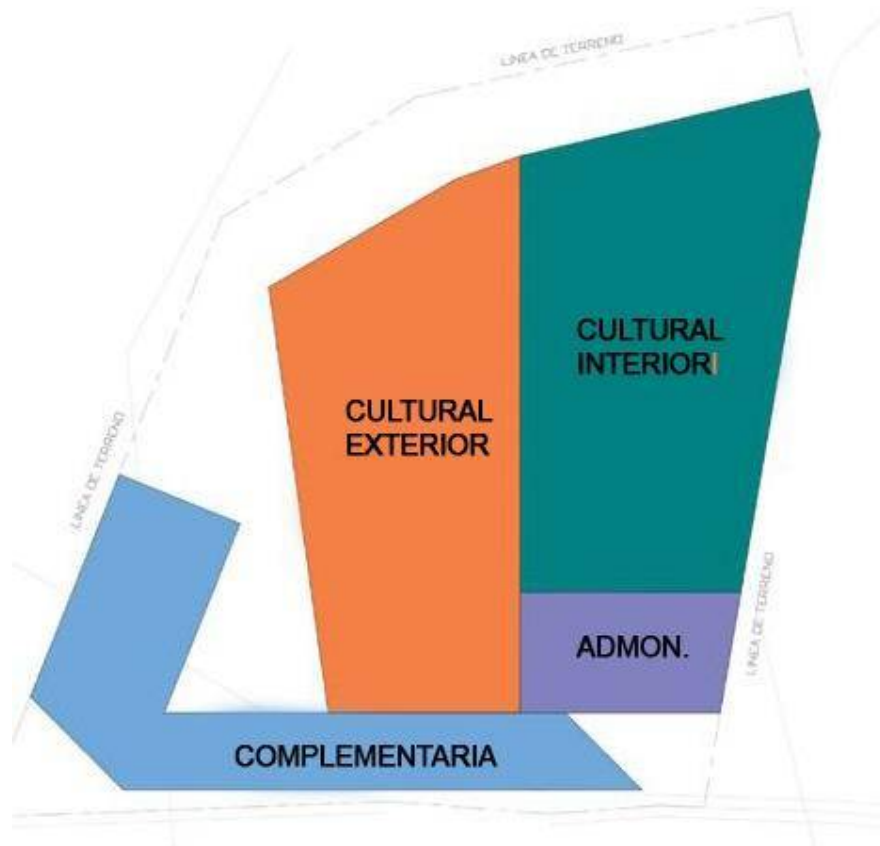 LINEA DE TERRENO
CULTURAL
INTERIOR
CULTURAL
EXTERIOR
LINEA DE TERRENO
LINEA DE TERRENO
ADMON.
COMPLEMENTARIA